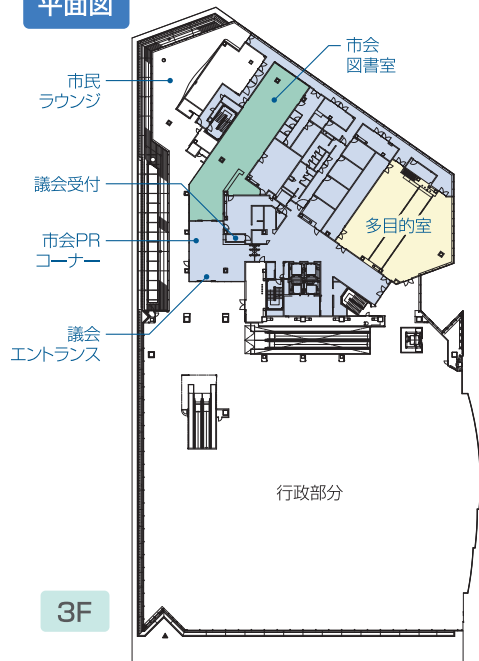 平面図
市会
図書室
市民
ラウンジ
議会受付
多目的室
市会PR
コーナー
議会
エントランス
行政部分
3F